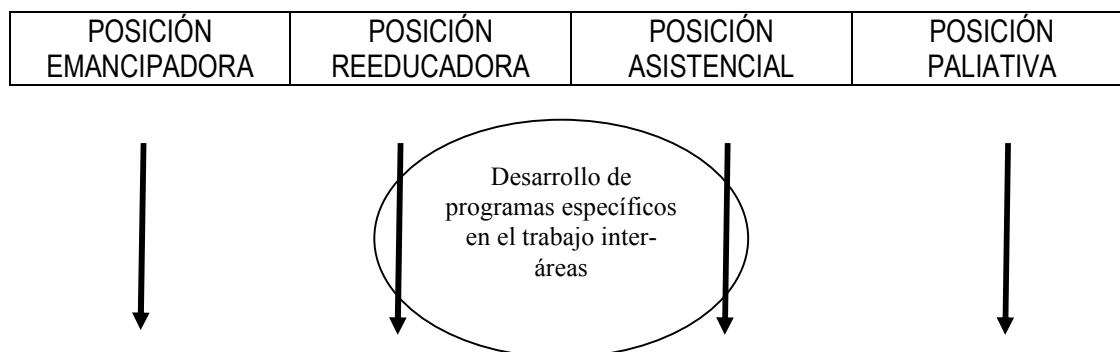 POSICIÓN EMANCIPADORA
POSICIÓN REEDUCADORA
POSICIÓN ASISTENCIAL
POSICIÓN PALIATIVA
Desarrollo de
programas específicos
en el trabajo inter-
áreas